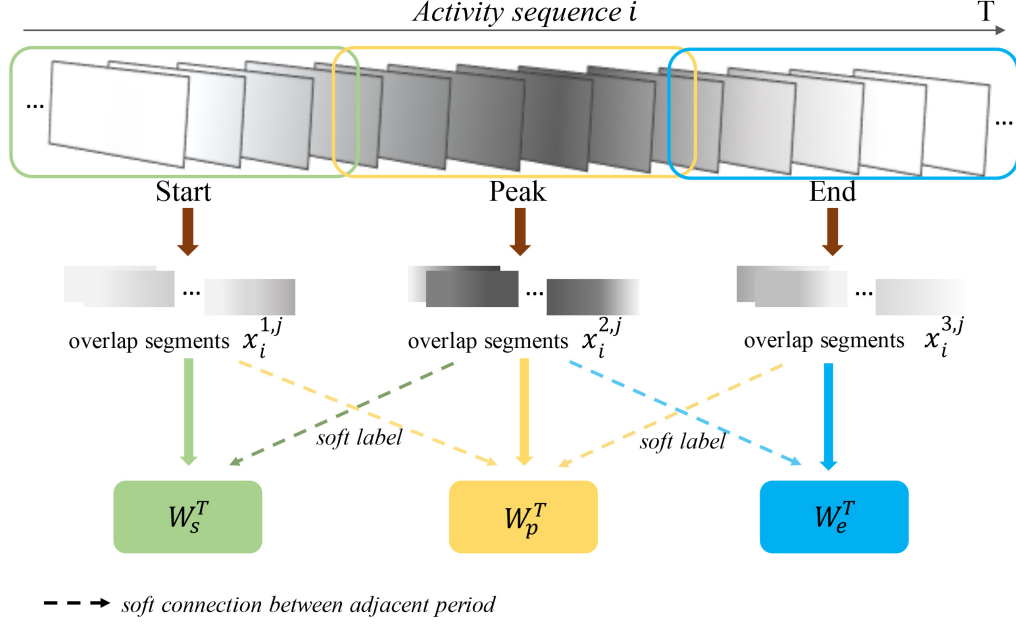 Activity sequence i T
... ...
Start Peak End
... ... ...
overlap segments $x_i^{1,j}$ overlap segments $x_i^{2,j}$ overlap segments $x_i^{3,j}$
soft label soft label
$W_s^T$ $W_p^T$ $W_e^T$
soft connection between adjacent period